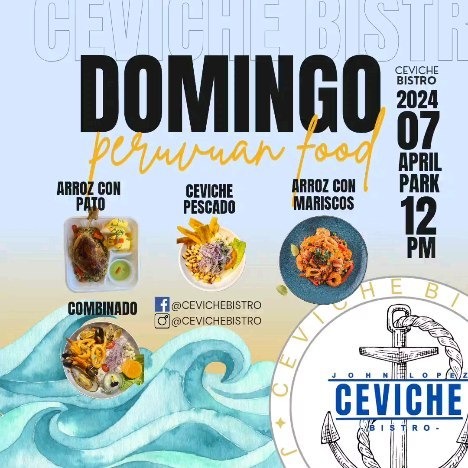 CEVICHE BISTR
DOMINGO
peruvuan food
CEVICHE
BISTRO
2024
07
APRIL
PARK
12
PM
ARROZ CON
PATO
CEVICHE
PESCADO
ARROZ CON
MARISCOS
COMBINADO
@CEVICHEBISTRO
@CEVICHEBISTRO
J CEVICHE BI
JOHN LOPEZ
CEVICHE
BISTRO-